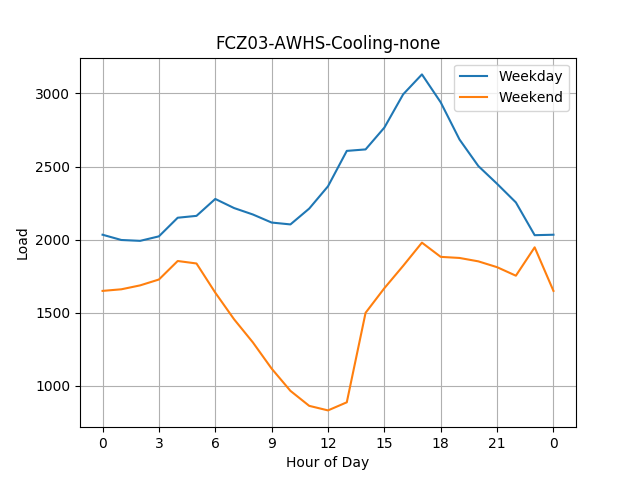 FCZ03-AWHS-Cooling-none
Weekday
Weekend
3000
2500
2000
1500
1000
Load
0 3 6 9 12 15 18 21 0
Hour of Day